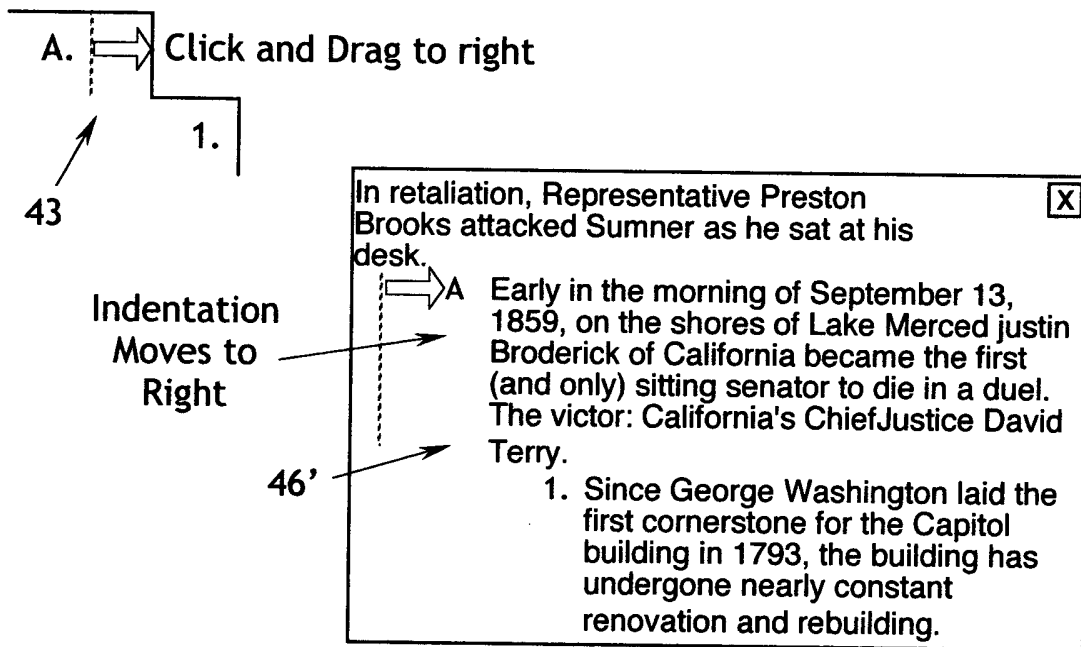 A. Click and Drag to right
1.
43
In retaliation, Representative Preston X
Brooks attacked Sumner as he sat at his
desk.
A Early in the morning of September 13,
1859, on the shores of Lake Merced justin
Broderick of California became the first
(and only) sitting senator to die in a duel.
The victor: California's ChiefJustice David
Terry.
1. Since George Washington laid the
first cornerstone for the Capitol
building in 1793, the building has
undergone nearly constant
renovation and rebuilding.
Indentation
Moves to
Right
46’